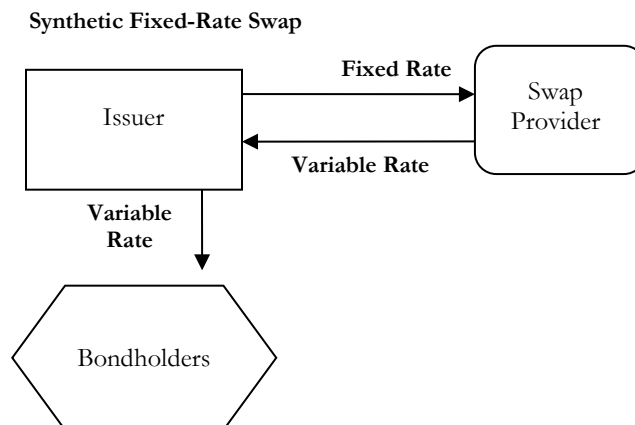 Synthetic Fixed-Rate Swap
Fixed Rate
Issuer
Swap
Provider
Variable Rate
Variable
Rate
Bondholders